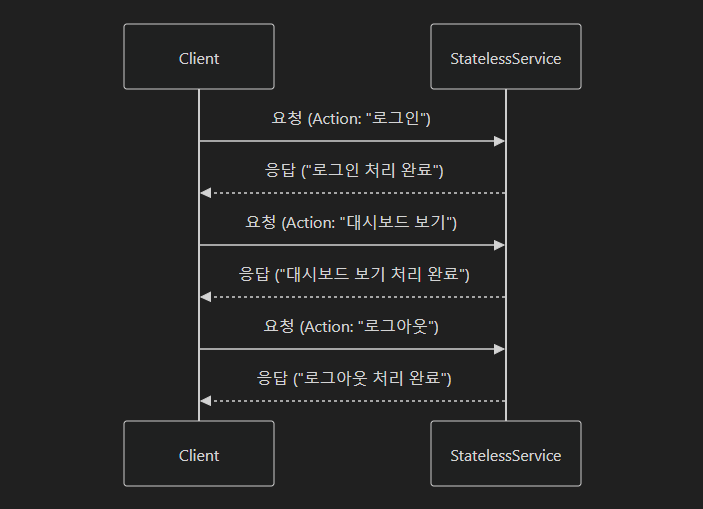 Client
StatelessService
요청 (Action: "로그인")
응답 ("로그인 처리 완료")
요청 (Action: "대시보드 보기")
응답 ("대시보드 보기 처리 완료")
요청 (Action: "로그아웃")
응답 ("로그아웃 처리 완료")
Client
StatelessService